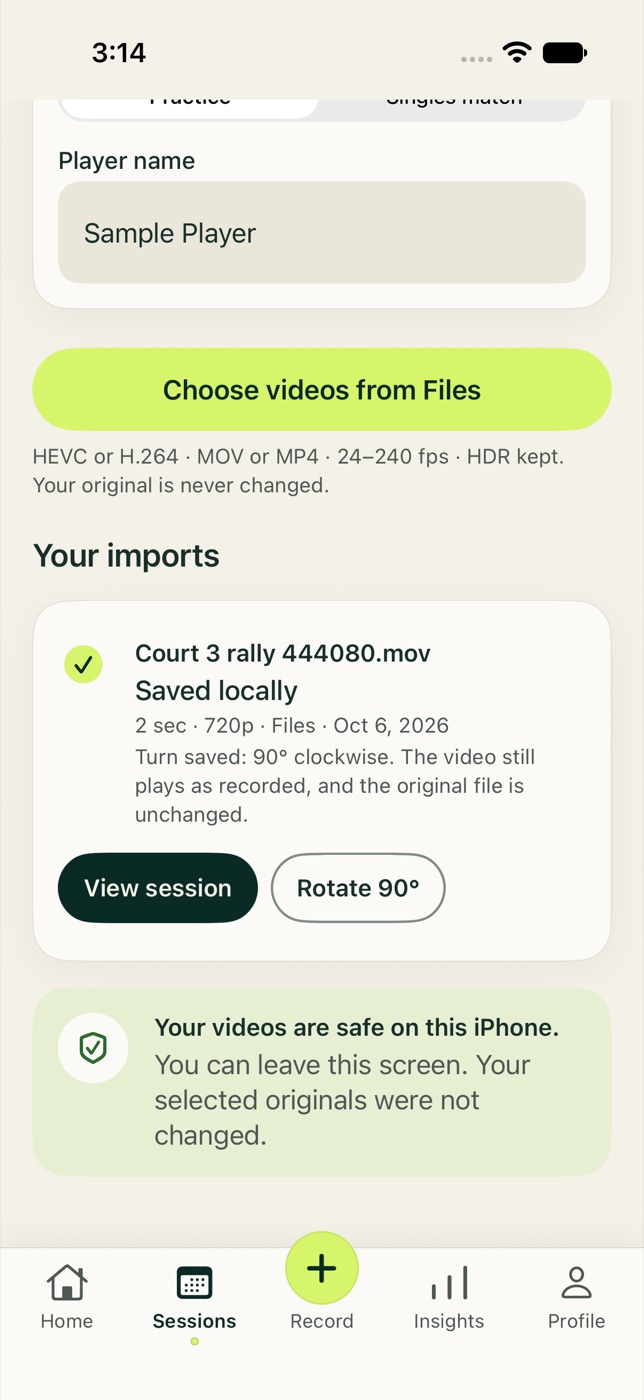 3:14
Practice
Singles match
Player name
Sample Player
Choose videos from Files
HEVC or H.264 · MOV or MP4 · 24–240 fps · HDR kept.
Your original is never changed.
Your imports
Court 3 rally 444080.mov
Saved locally
2 sec · 720p · Files · Oct 6, 2026
Turn saved: 90° clockwise. The video still
plays as recorded, and the original file is
unchanged.
View session
Rotate 90°
Your videos are safe on this iPhone.
You can leave this screen. Your
selected originals were not
changed.
Home
Sessions
Record
Insights
Profile